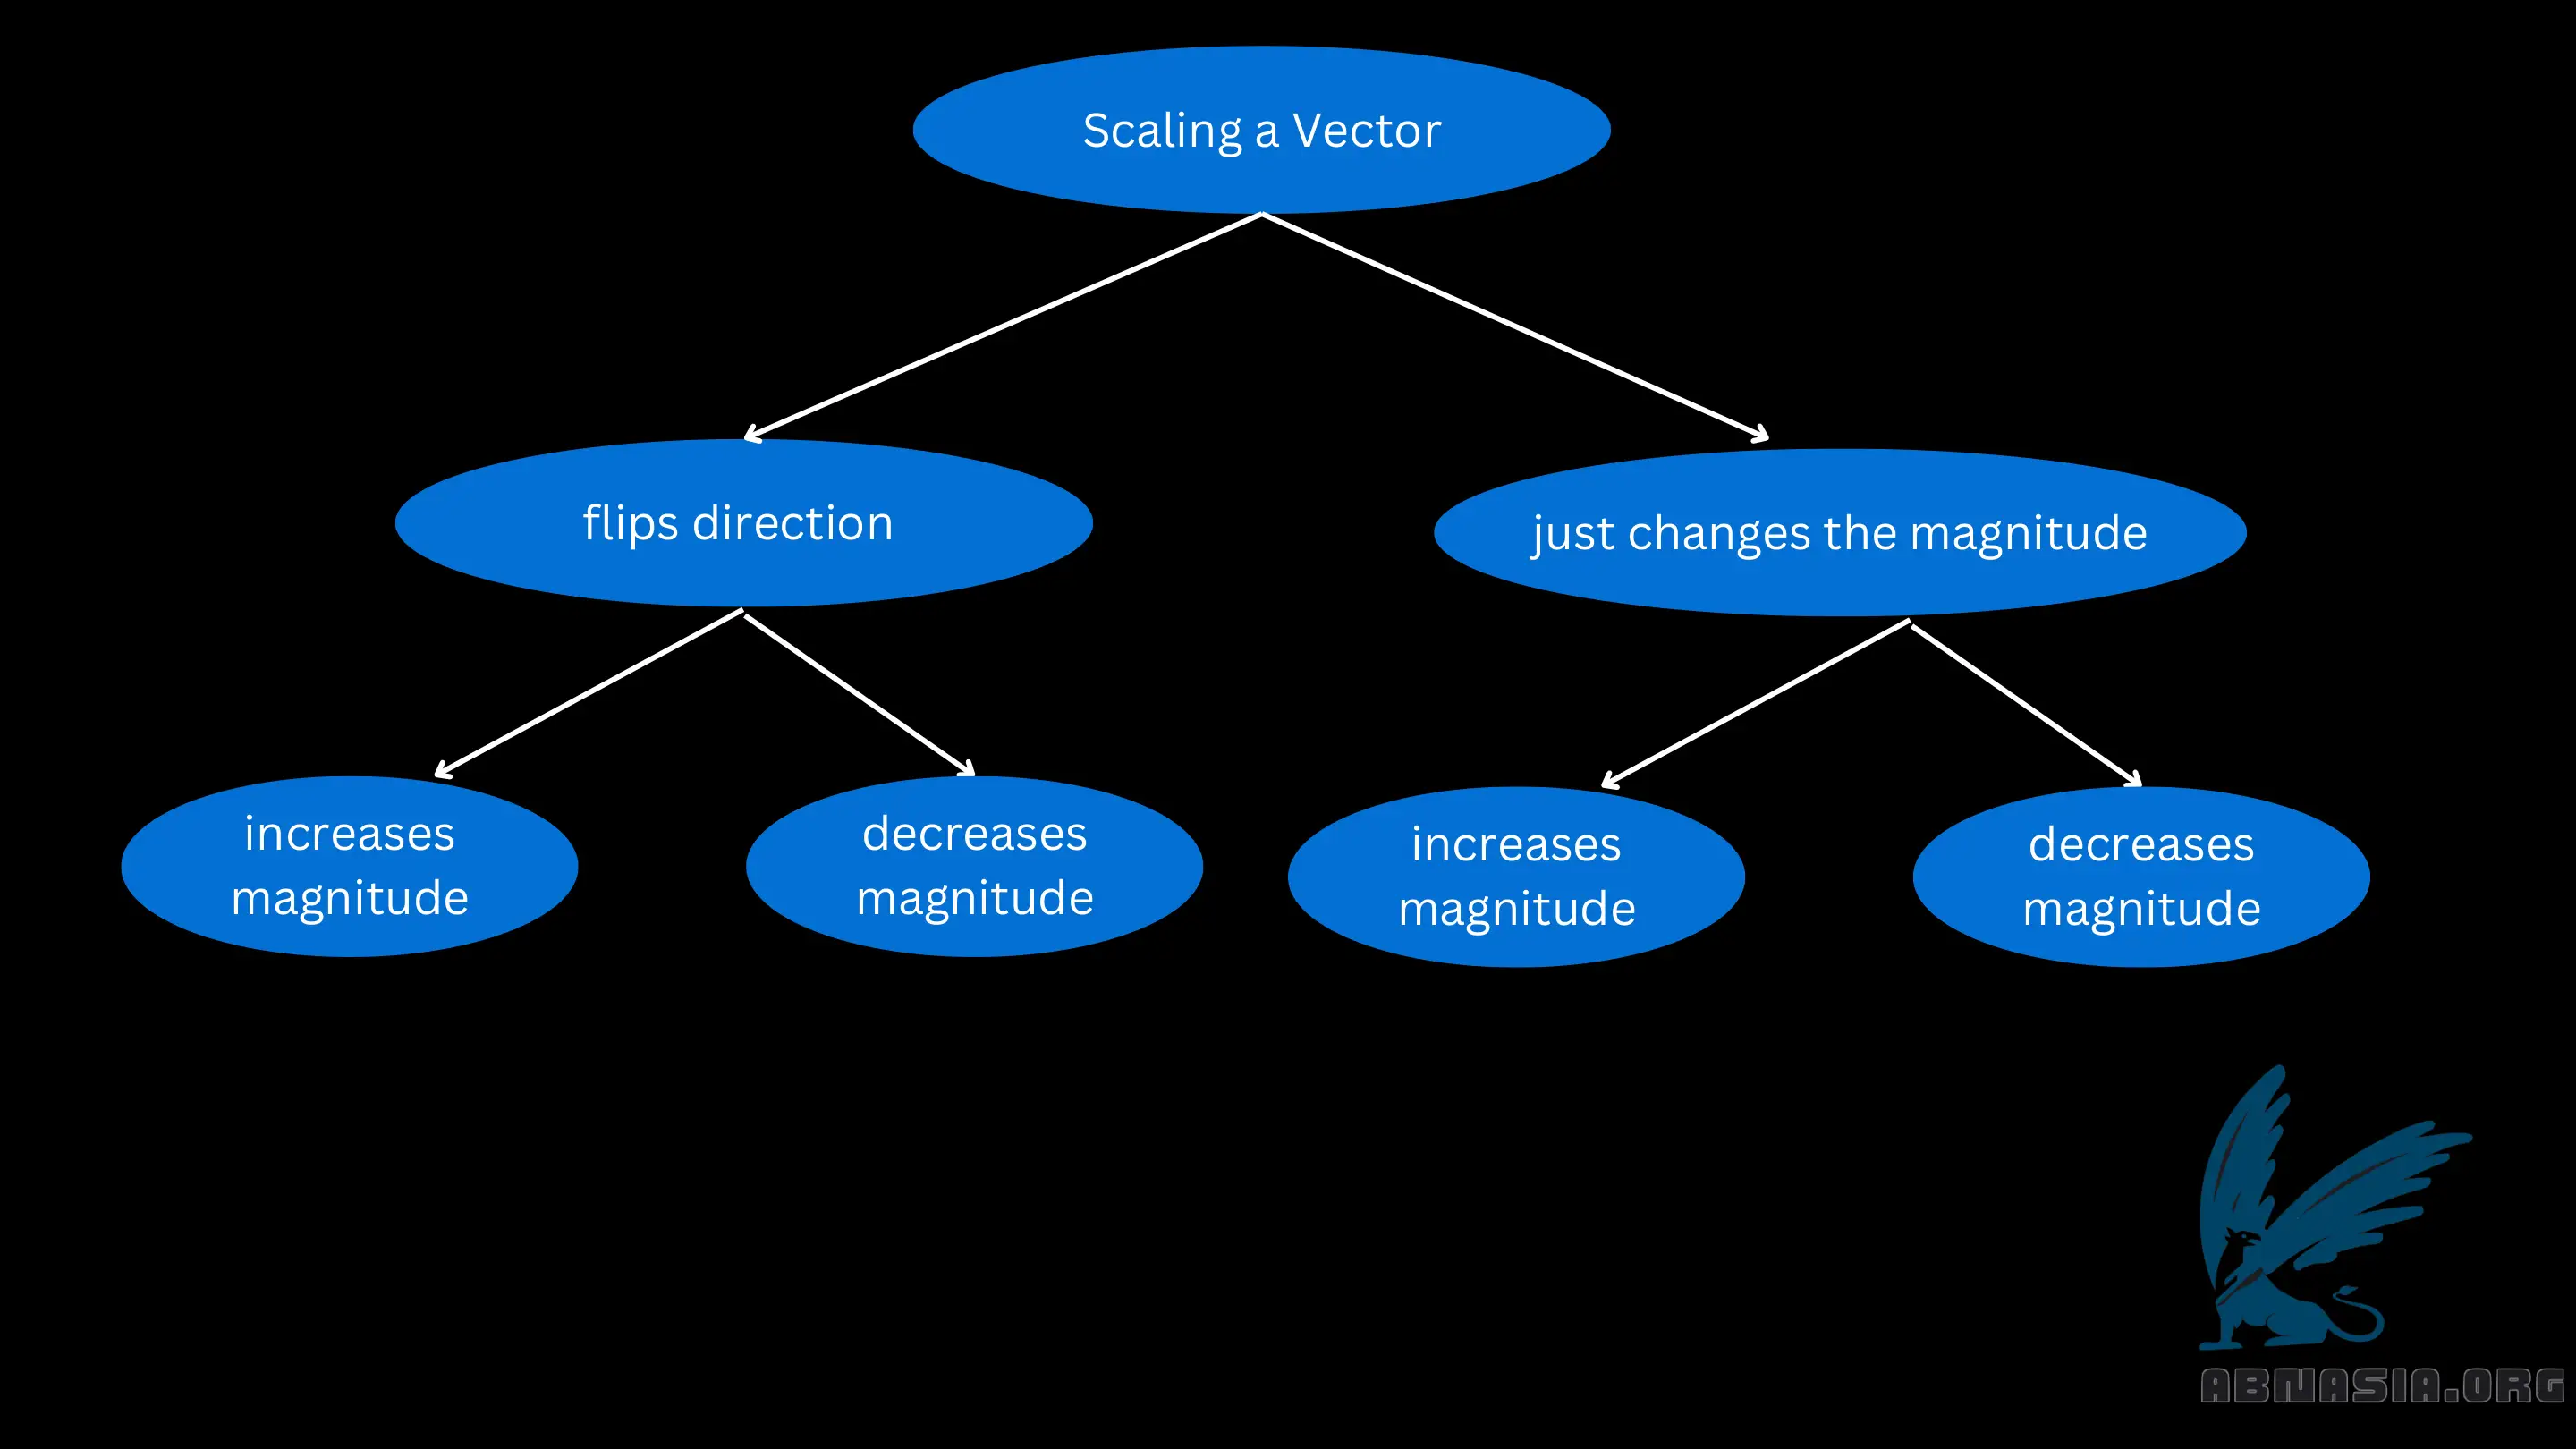 Scaling a Vector
flips direction
just changes the magnitude
increases
magnitude
decreases
magnitude
increases
magnitude
decreases
magnitude
ABNASIA.ORG